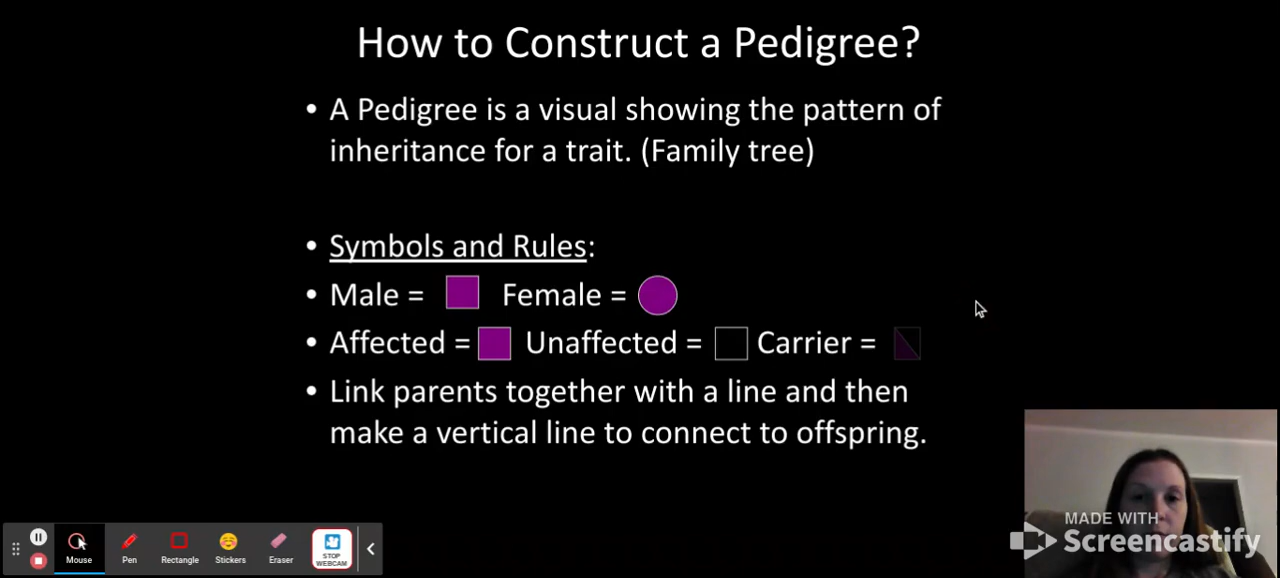 How to Construct a Pedigree?
• A Pedigree is a visual showing the pattern of
inheritance for a trait. (Family tree)
• Symbols and Rules:
• Male = Female =
• Affected = Unaffected = Carrier =
• Link parents together with a line and then
make a vertical line to connect to offspring.
MADE WITH
Screencastify
Mouse Pen Rectangle Stickers Eraser STOP
WEBCAM